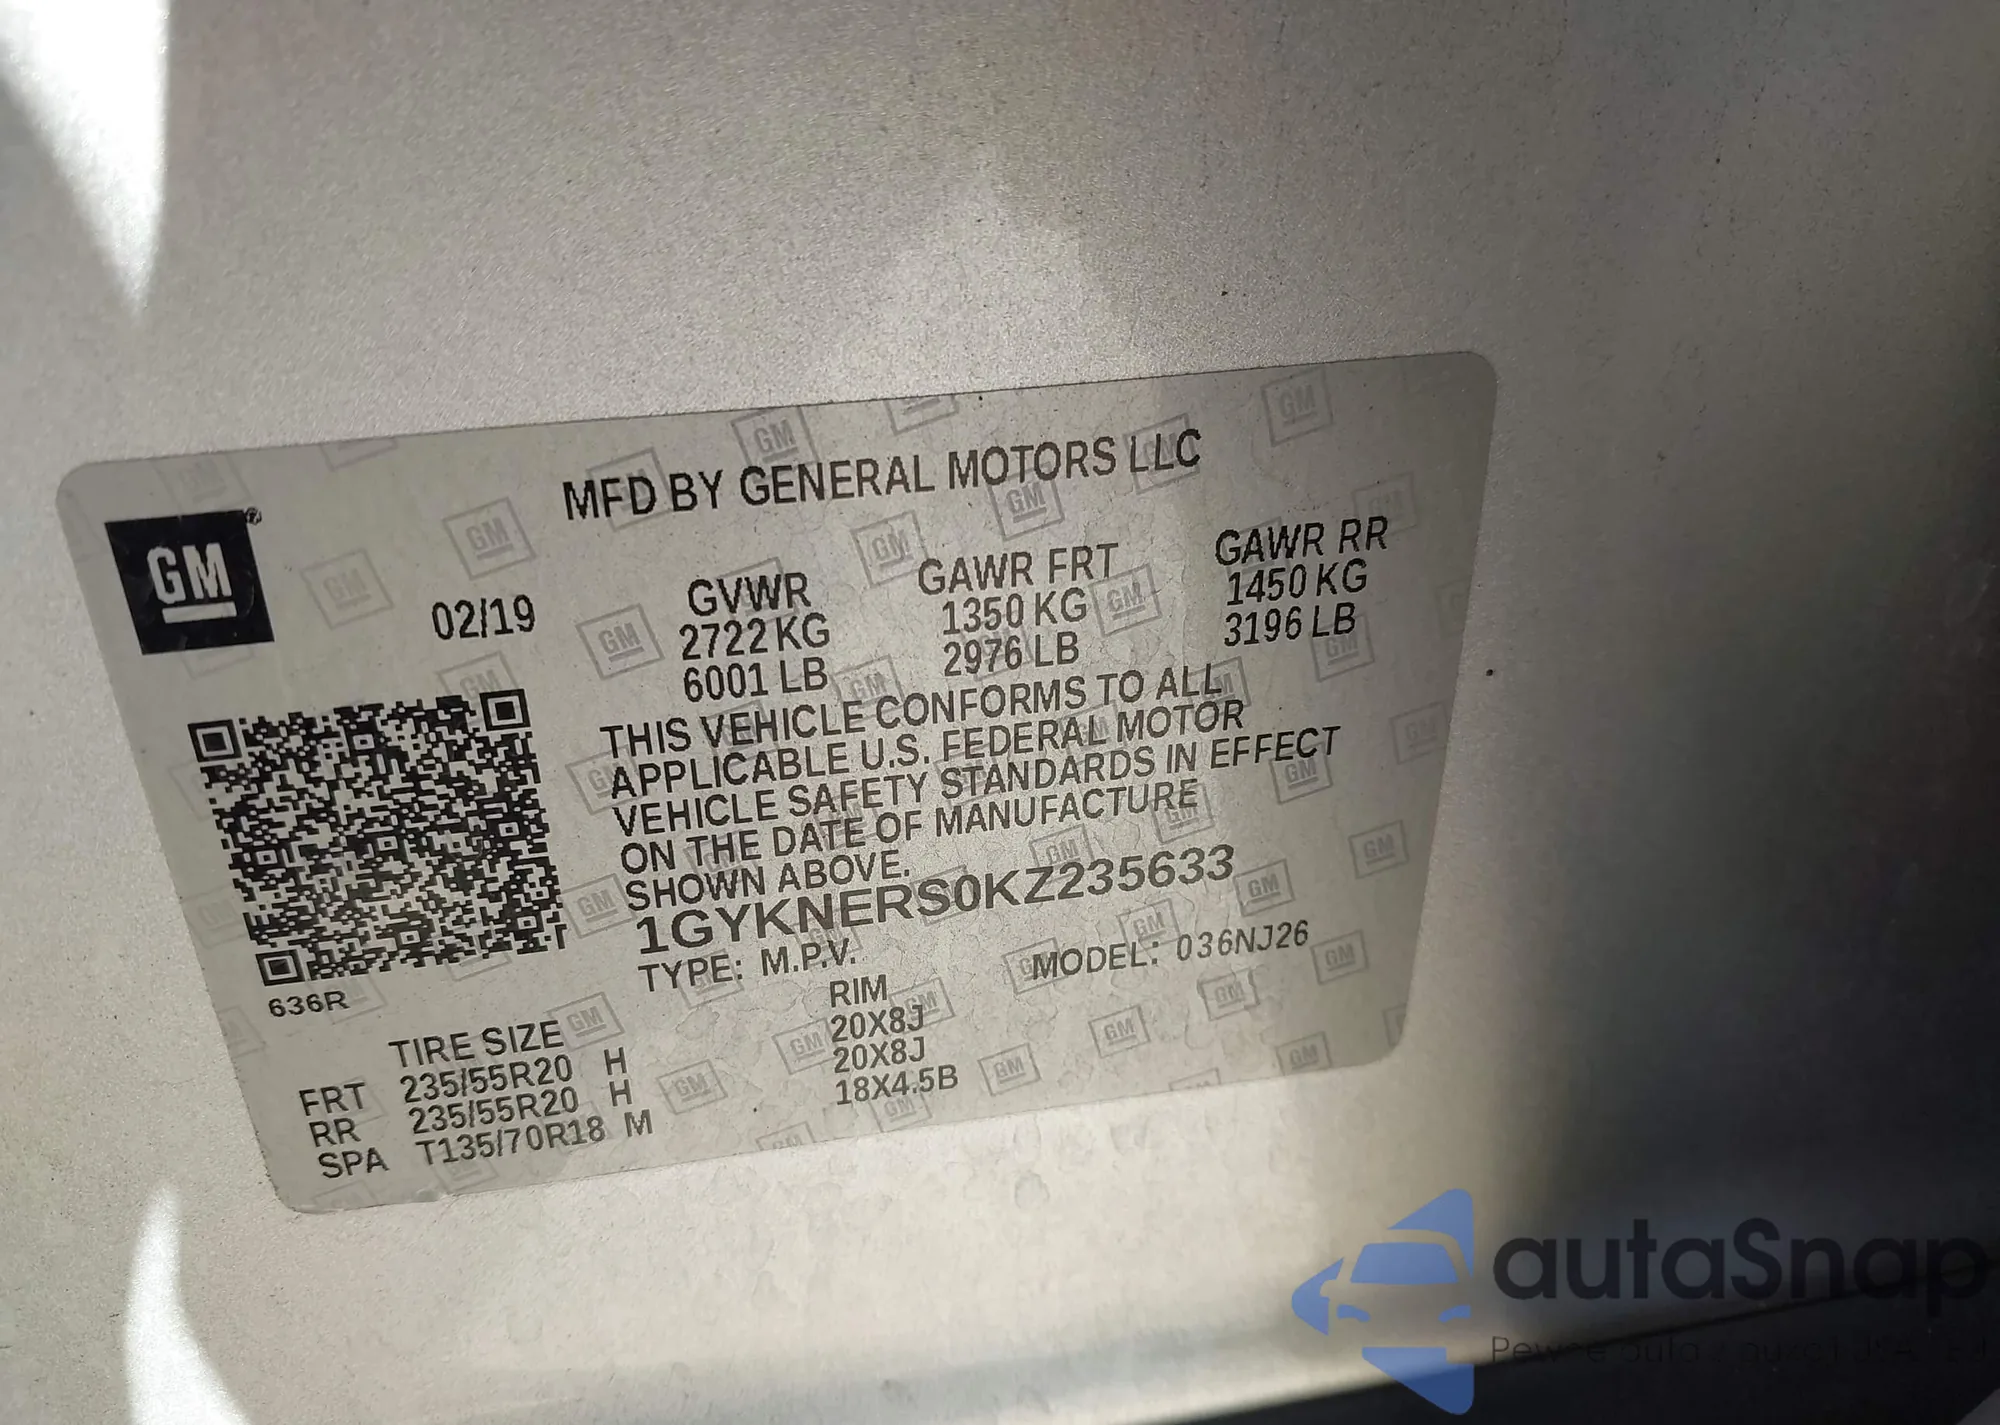 MFD BY GENERAL MOTORS LLC
GM
02/19
GVWR GAWR FRT GAWR RR
2722 KG 1350 KG 1450 KG
6001 LB 2976 LB 3196 LB
THIS VEHICLE CONFORMS TO ALL
APPLICABLE U.S. FEDERAL MOTOR
VEHICLE SAFETY STANDARDS IN EFFECT
ON THE DATE OF MANUFACTURE
SHOWN ABOVE.
1GYKNERS0KZ235633
TYPE: M.P.V. MODEL: 036NJ26
636R
TIRE SIZE RIM
FRT 235/55R20 H 20X8J
RR 235/55R20 H 20X8J
SPA T135/70R18 M 18X4.5B
autaSnap
auta z